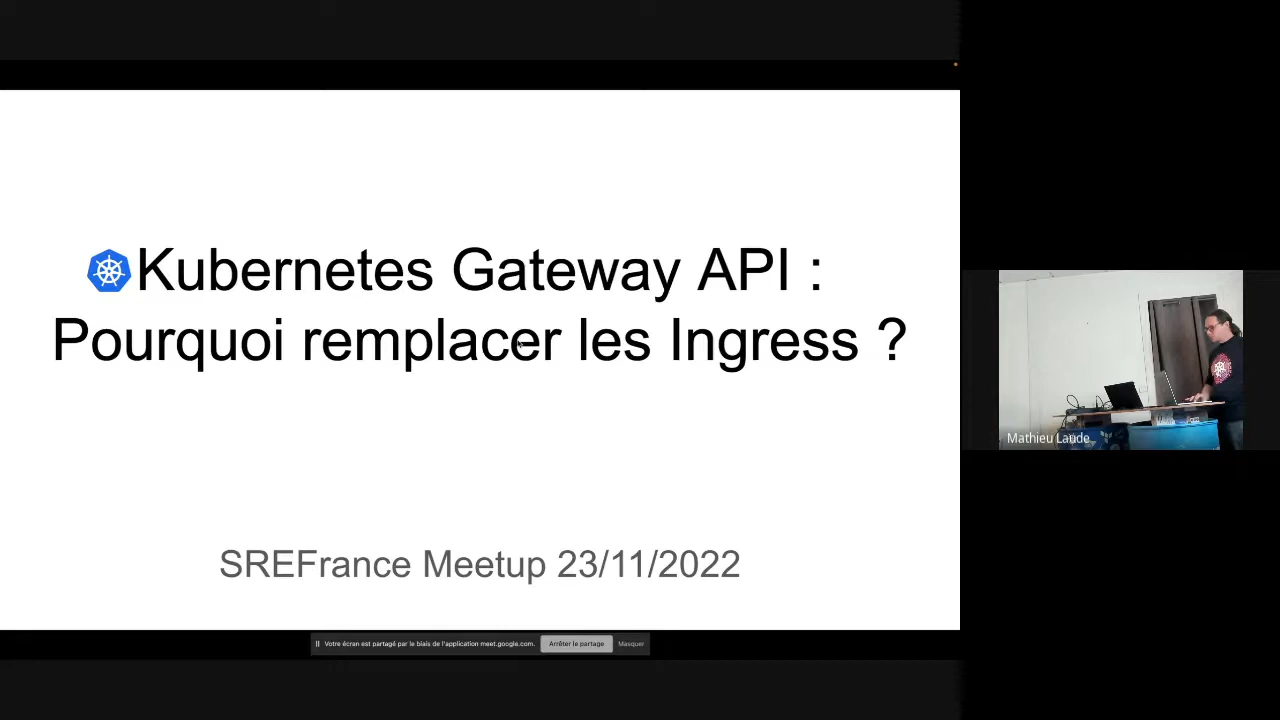 Kubernetes Gateway API :
Pourquoi remplacer les Ingress ?
SREFrance Meetup 23/11/2022
Mathieu Laude
Votre écran est partagé par le biais de l'application meet.google.com. Arrêter le partage Masquer